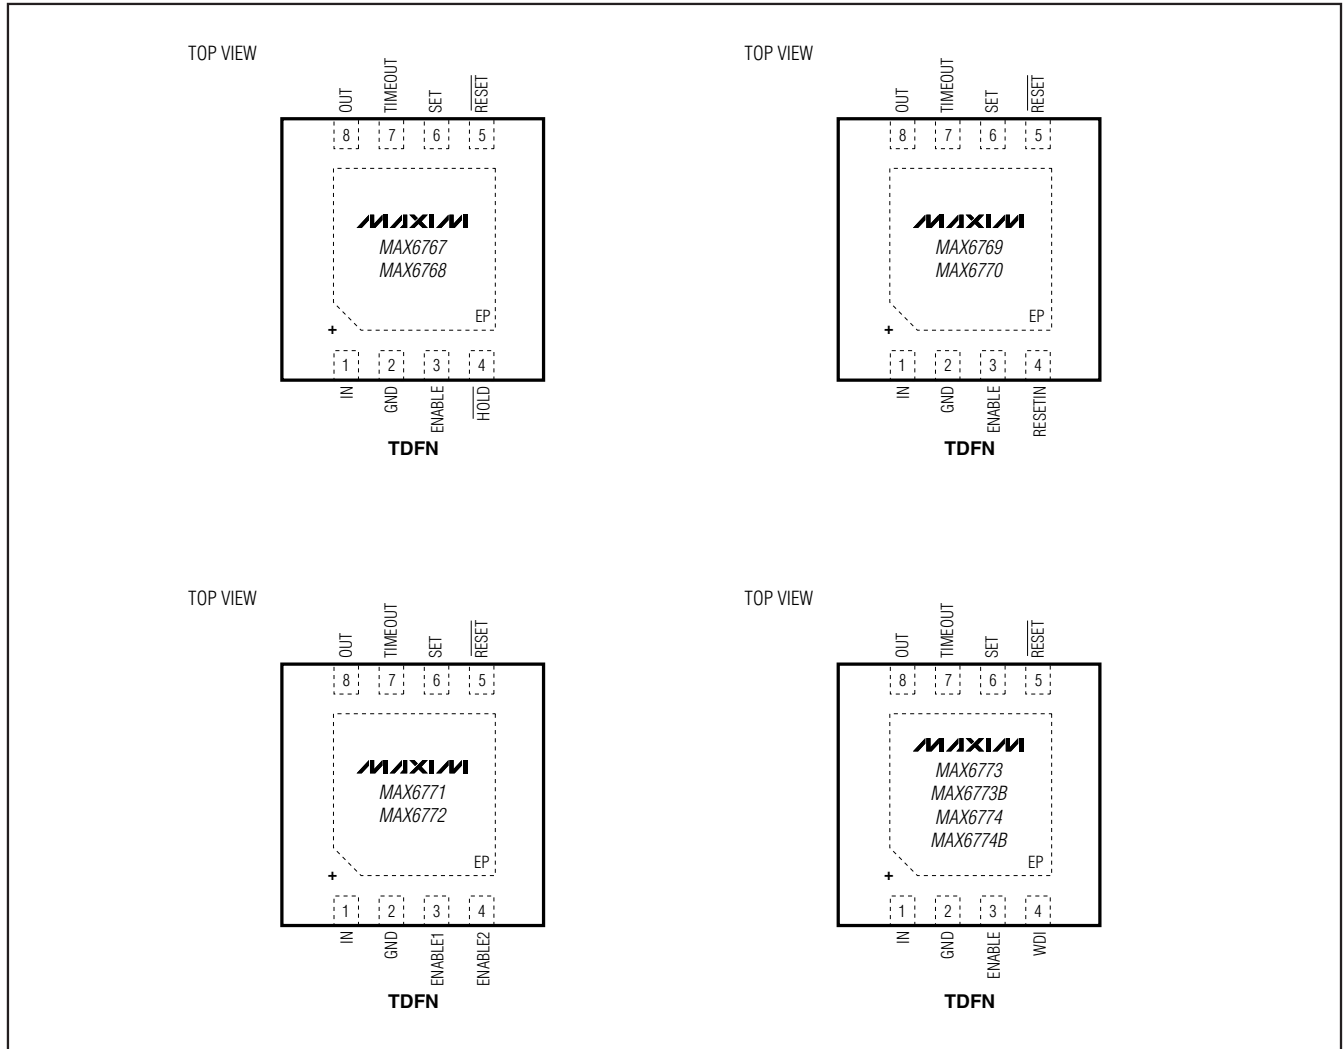 TOP VIEW
OUT TIMEOUT SET RESET
8 7 6 5
MAXIM
MAX6767
MAX6768
EP
+
1 2 3 4
IN GND ENABLE HOLD
TDFN
TOP VIEW
OUT TIMEOUT SET RESET
8 7 6 5
MAXIM
MAX6769
MAX6770
EP
+
1 2 3 4
IN GND ENABLE RESETIN
TDFN
TOP VIEW
OUT TIMEOUT SET RESET
8 7 6 5
MAXIM
MAX6771
MAX6772
EP
+
1 2 3 4
IN GND ENABLE1 ENABLE2
TDFN
TOP VIEW
OUT TIMEOUT SET RESET
8 7 6 5
MAXIM
MAX6773
MAX6773B
MAX6774
MAX6774B
EP
+
1 2 3 4
IN GND ENABLE WDI
TDFN